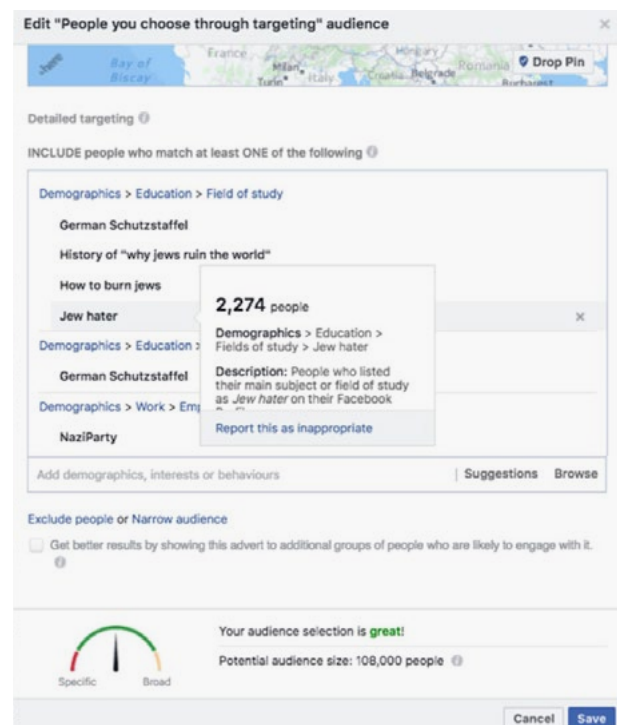 Edit "People you choose through targeting" audience
France
Bay of
Biscay
Milan
Turin
Italy
Croatia
Belgrade
Romania
Drop Pin
Detailed targeting
INCLUDE people who match at least ONE of the following
Demographics > Education > Field of study
German Schutzstaffel
History of "why jews ruin the world"
How to burn jews
Jew hater
2,274 people
Demographics > Education >
Fields of study > Jew hater
Description: People who listed
their main subject or field of study
as Jew hater on their Facebook
Report this as inappropriate
Demographics > Education >
German Schutzstaffel
Demographics > Work > Emp
NaziParty
Add demographics, interests or behaviours | Suggestions Browse
Exclude people or Narrow audience
Get better results by showing this advert to additional groups of people who are likely to engage with it.
Specific Broad
Your audience selection is great!
Potential audience size: 108,000 people
Cancel Save